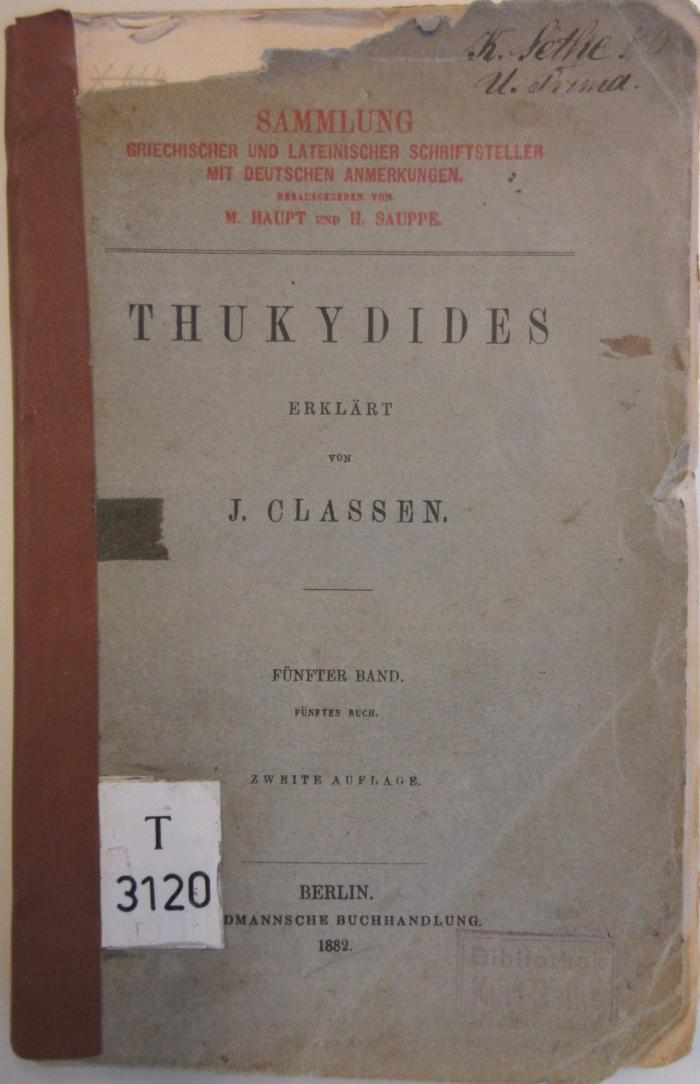 K. Sethe.
U. Prima.
SAMMLUNG
GRIECHISCHER UND LATEINISCHER SCHRIFTSTELLER
MIT DEUTSCHEN ANMERKUNGEN.
HERAUSGEGEBEN VON
M. HAUPT UND H. SAUPPE.
THUKYDIDES
ERKLÄRT
VON
J. CLASSEN.
FÜNFTER BAND.
FÜNFTES BUCH.
ZWEITE AUFLAGE.
T
3120
BERLIN.
DMANNSCHE BUCHHANDLUNG.
1882.
Bibliothek